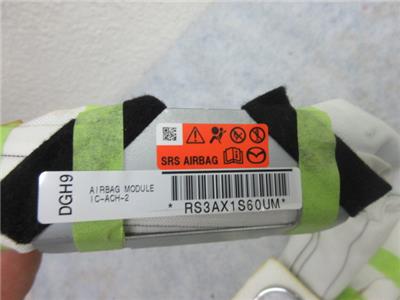 SRS AIRBAG
DGH9
AIRBAG MODULE
IC-ACH-2
*RS3AX1S60UM*